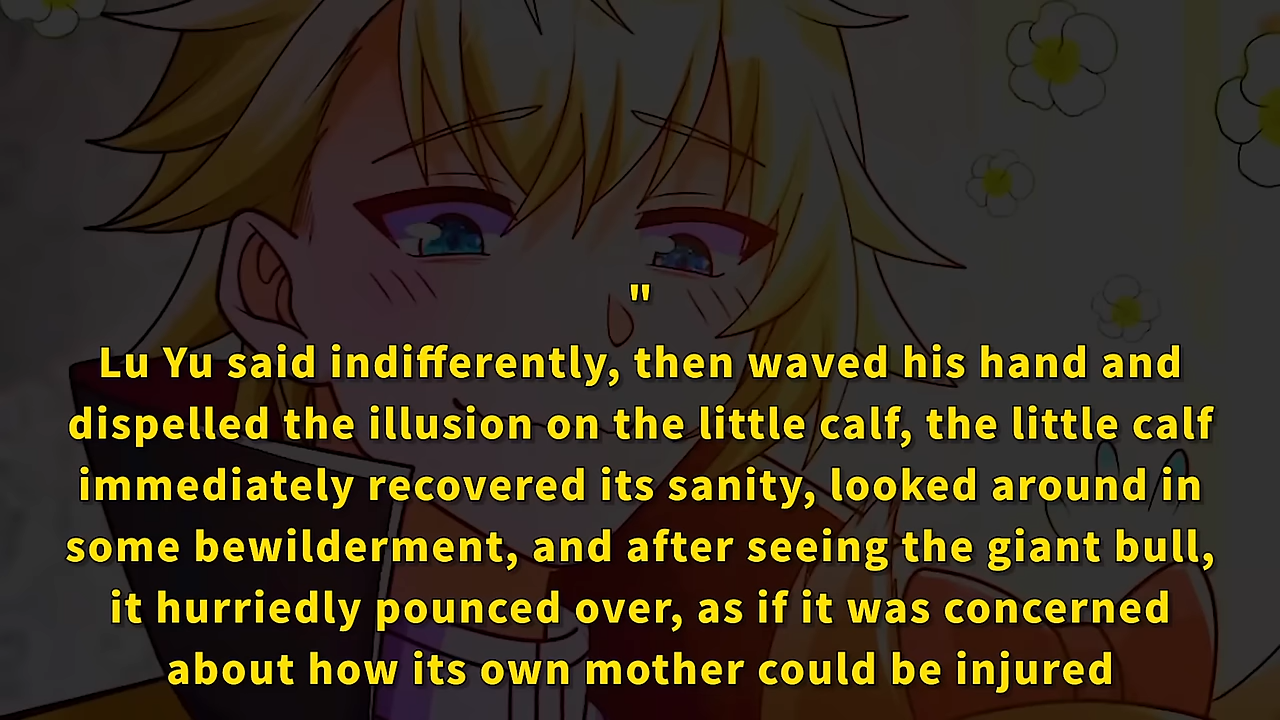 "
Lu Yu said indifferently, then waved his hand and
dispelled the illusion on the little calf, the little calf
immediately recovered its sanity, looked around in
some bewilderment, and after seeing the giant bull,
it hurriedly pounced over, as if it was concerned
about how its own mother could be injured